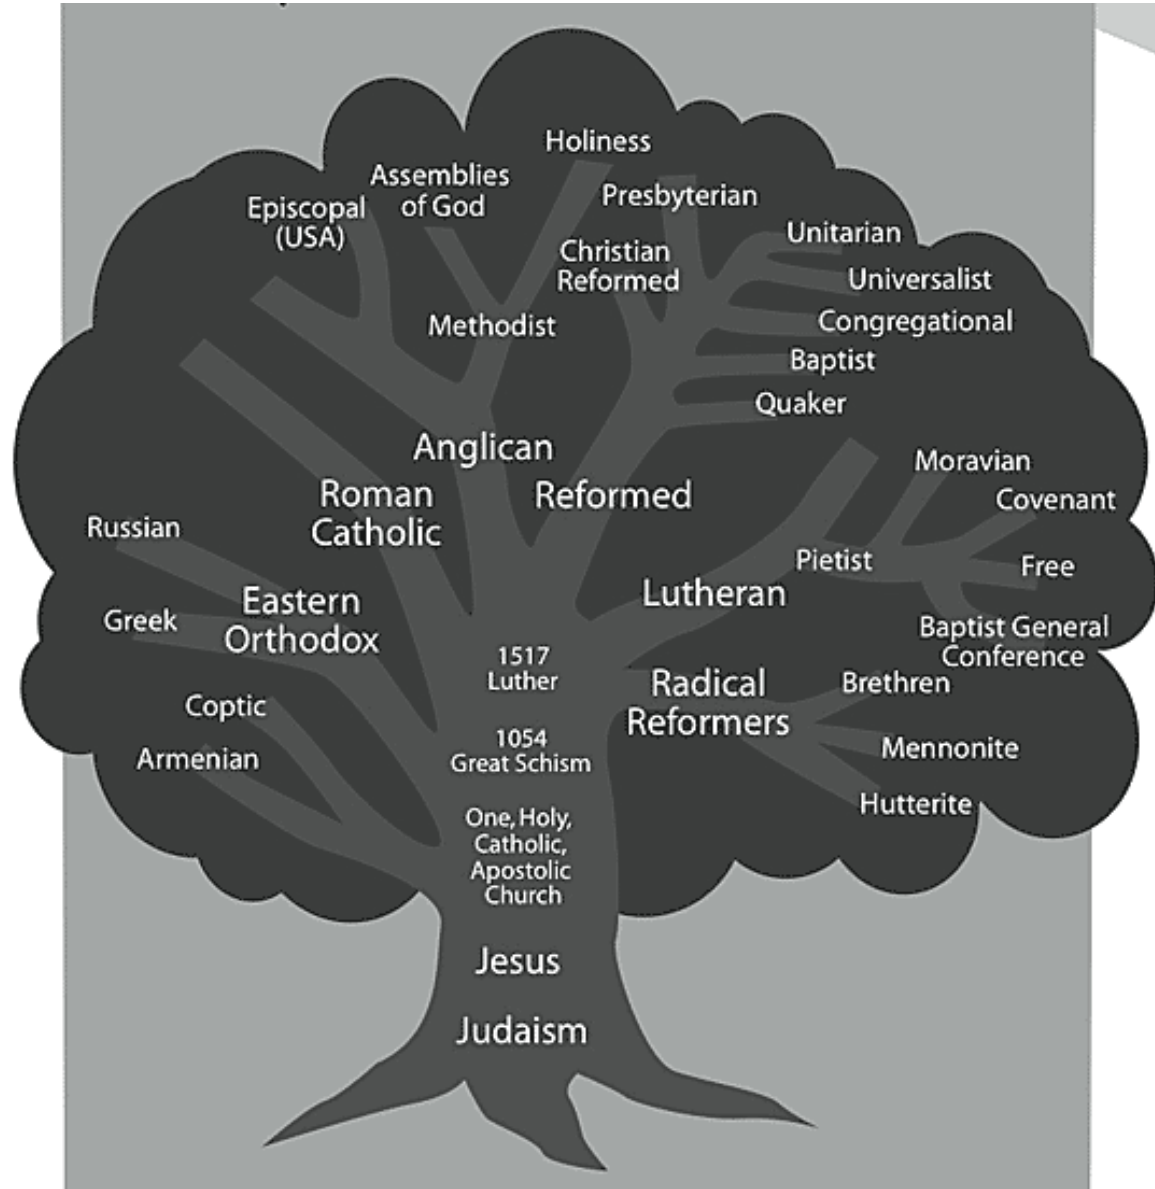 Holiness
Assemblies
of God
Presbyterian
Episcopal
(USA)
Unitarian
Christian
Reformed
Universalist
Methodist
Congregational
Baptist
Quaker
Anglican
Moravian
Roman
Catholic
Reformed
Covenant
Russian
Pietist
Free
Eastern
Orthodox
Lutheran
Greek
Baptist General
Conference
1517
Luther
Radical
Reformers
Brethren
Coptic
1054
Great Schism
Mennonite
Armenian
Hutterite
One, Holy,
Catholic,
Apostolic
Church
Jesus
Judaism